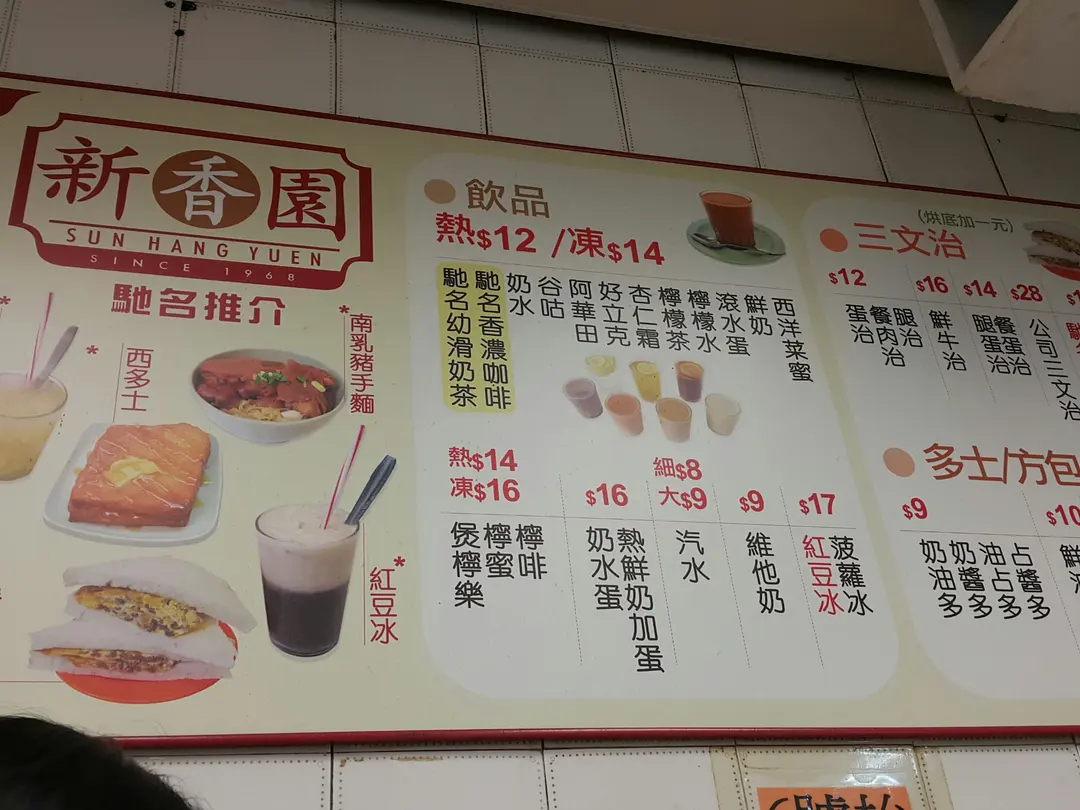 新香園
SUN HANG YUEN
SINCE 1968
馳名推介
*南乳豬手麵
*
西多士
*紅豆冰
飲品
熱$12 /凍$14
馳名幼滑奶茶
馳名香濃咖啡
奶水
谷咕
阿華田
好立克
杏仁霜
檸檬茶
檸檬水
滾水蛋
鮮奶
西洋菜蜜
熱$14
凍$16
煲檸樂
檸蜜
檸啡
$16
奶水蛋
熱鮮奶加蛋
細$8
大$9
汽水
$9
維他奶
$17
紅豆冰
菠蘿冰
(烘底加一元)
三文治
$12
蛋治
餐肉治
腿治
$16
鮮牛治
$14
腿蛋治
餐蛋治
$28
公司三文治
多士/方包
$9
奶油多
奶醬多
油占多
占醬多
$10